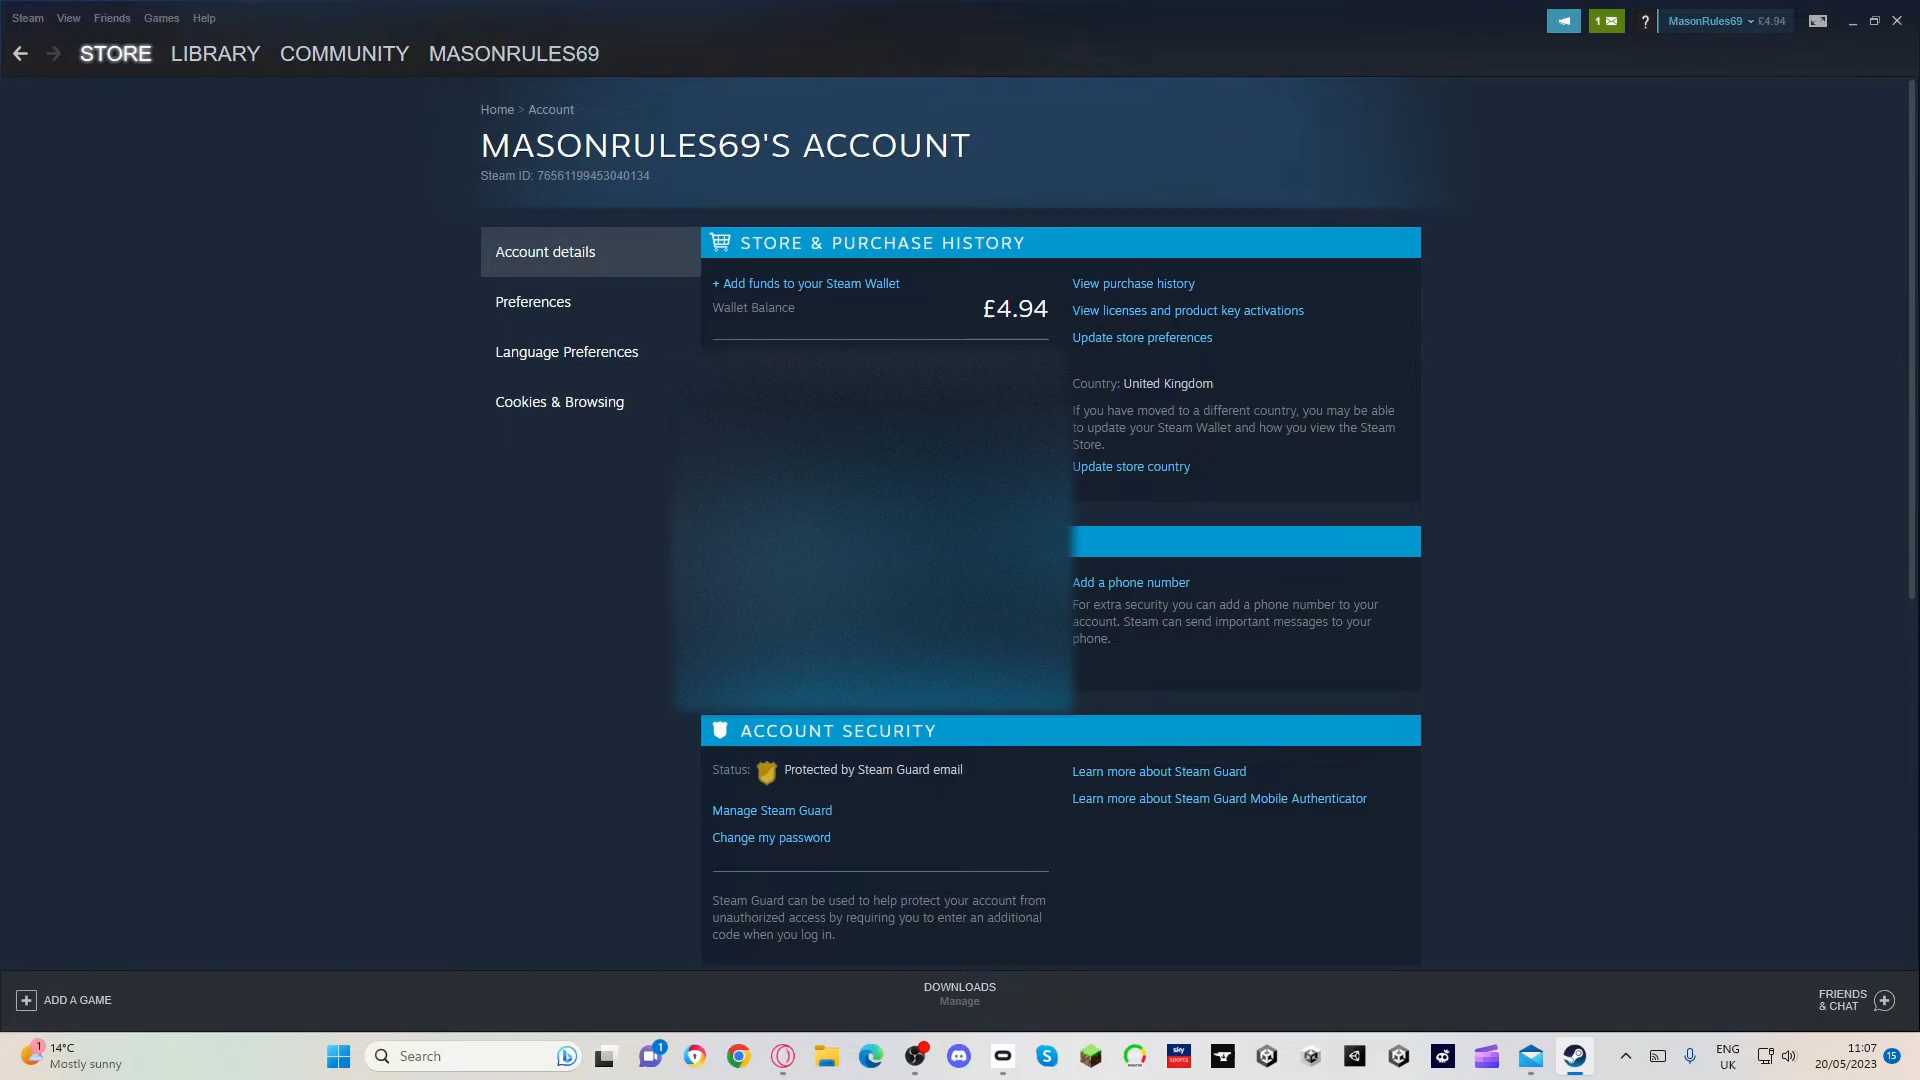 Steam View Friends Games Help
1 ? MasonRules69 £4.94
STORE LIBRARY COMMUNITY MASONRULES69
Home > Account
MASONRULES69'S ACCOUNT
Steam ID: 76561199453040134
Account details
Preferences
Language Preferences
Cookies & Browsing
STORE & PURCHASE HISTORY
+ Add funds to your Steam Wallet
Wallet Balance £4.94
View purchase history
View licenses and product key activations
Update store preferences
Country: United Kingdom
If you have moved to a different country, you may be able
to update your Steam Wallet and how you view the Steam
Store.
Update store country
Add a phone number
For extra security you can add a phone number to your
account. Steam can send important messages to your
phone.
ACCOUNT SECURITY
Status: Protected by Steam Guard email
Manage Steam Guard
Change my password
Steam Guard can be used to help protect your account from
unauthorized access by requiring you to enter an additional
code when you log in.
Learn more about Steam Guard
Learn more about Steam Guard Mobile Authenticator
+ ADD A GAME
DOWNLOADS
Manage
FRIENDS
& CHAT +
1 14°C
Mostly sunny
Search
1
sky
sports
ENG
UK
11:07
20/05/2023
15